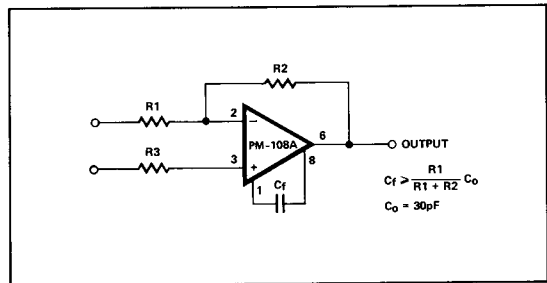 R2
R1
2
−
PM-108A
6
OUTPUT
R3
3
+
8
1
Cf
Cf ≥ R1 / R1 + R2 Co
Co = 30pF